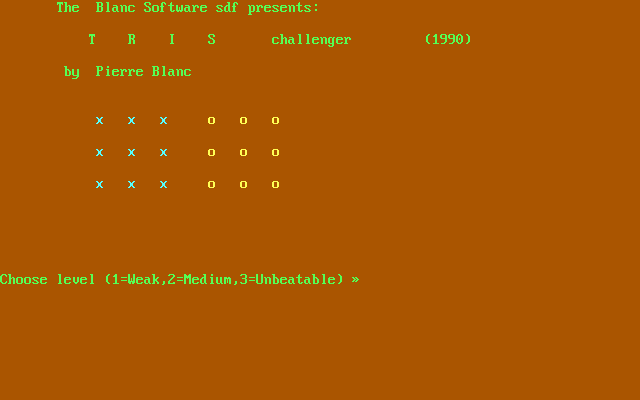 The  Blanc Software sdf presents:
T    R    I    S       challenger         (1990)
by  Pierre Blanc
x   x   x     o   o   o
x   x   x     o   o   o
x   x   x     o   o   o
Choose level (1=Weak,2=Medium,3=Unbeatable) »